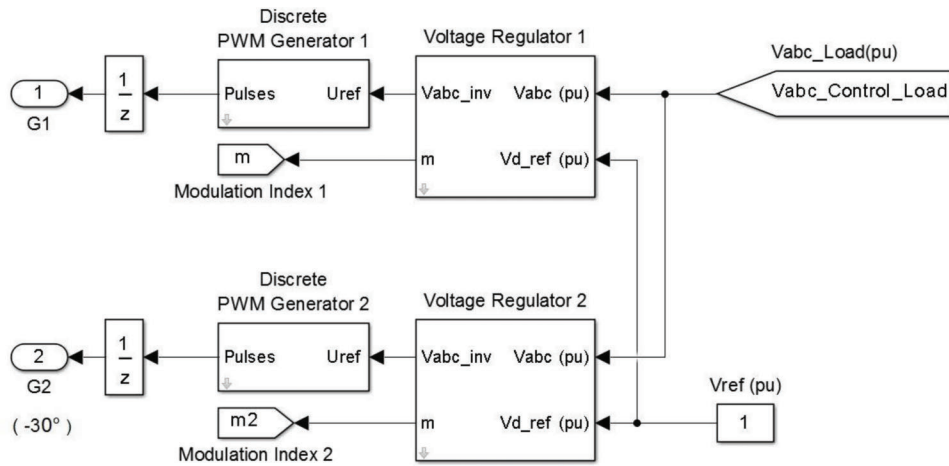 Discrete
PWM Generator 1
Voltage Regulator 1
Vabc_Load(pu)
1
G1
1
z
Pulses
Uref
Vabc_inv
Vabc (pu)
Vabc_Control_Load
m
Modulation Index 1
m
Vd_ref (pu)
Discrete
PWM Generator 2
Voltage Regulator 2
2
G2
( -30° )
1
z
Pulses
Uref
Vabc_inv
Vabc (pu)
m2
Modulation Index 2
m
Vd_ref (pu)
Vref (pu)
1